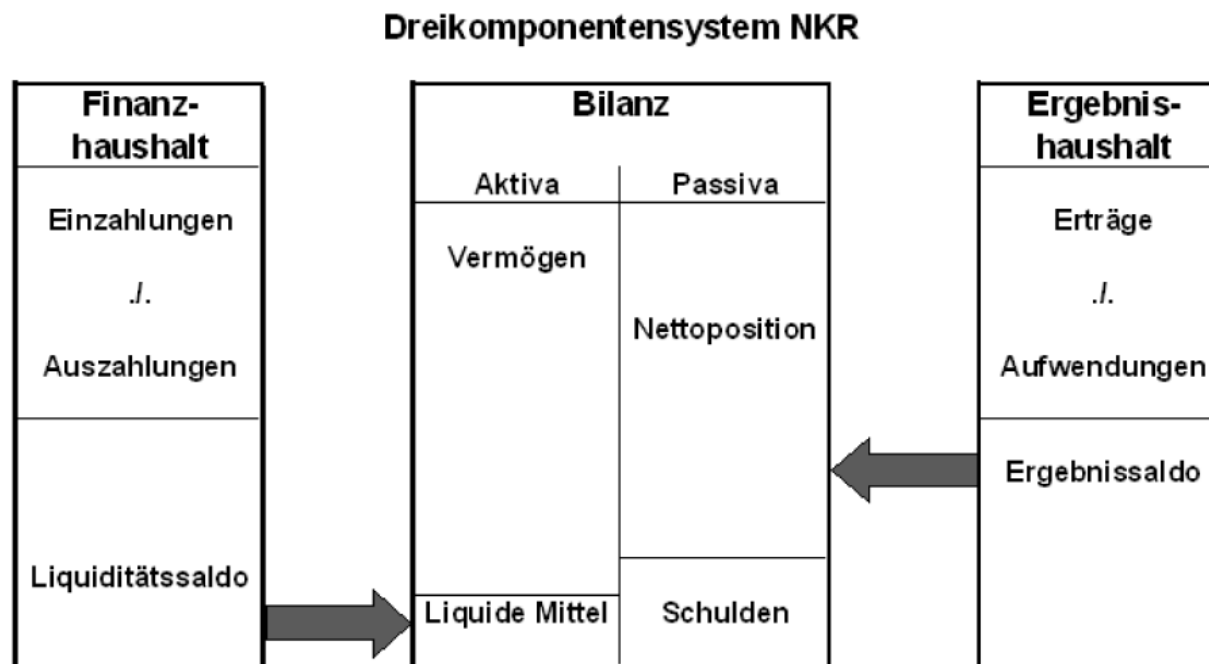 Dreikomponentensystem NKR
Finanz-
haushalt
Einzahlungen
./.
Auszahlungen
Liquiditätssaldo
Bilanz
Aktiva
Passiva
Vermögen
Nettoposition
Liquide Mittel
Schulden
Ergebnis-
haushalt
Erträge
./.
Aufwendungen
Ergebnissaldo